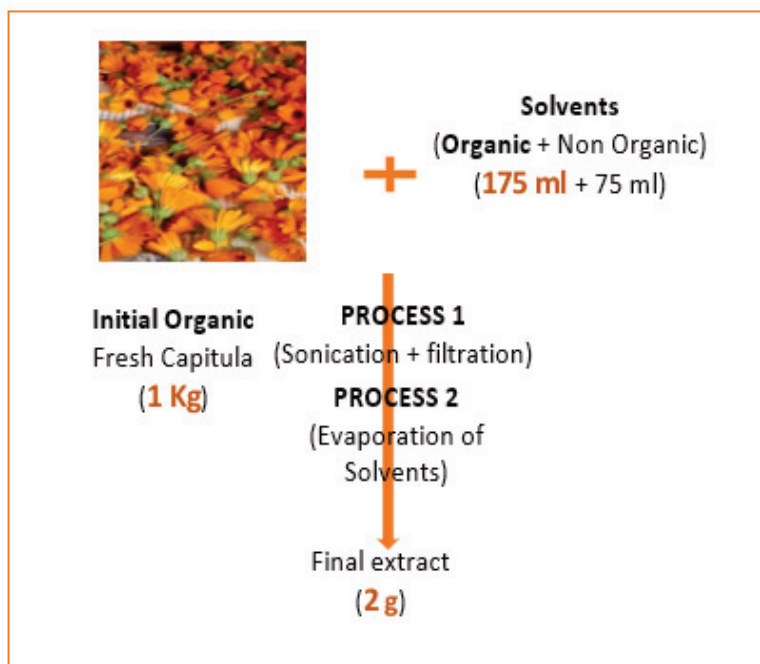 Solvents
(Organic + Non Organic)
(175 ml + 75 ml)
Initial Organic
Fresh Capitula
(1 Kg)
PROCESS 1
(Sonication + filtration)
PROCESS 2
(Evaporation of
Solvents)
Final extract
(2 g)